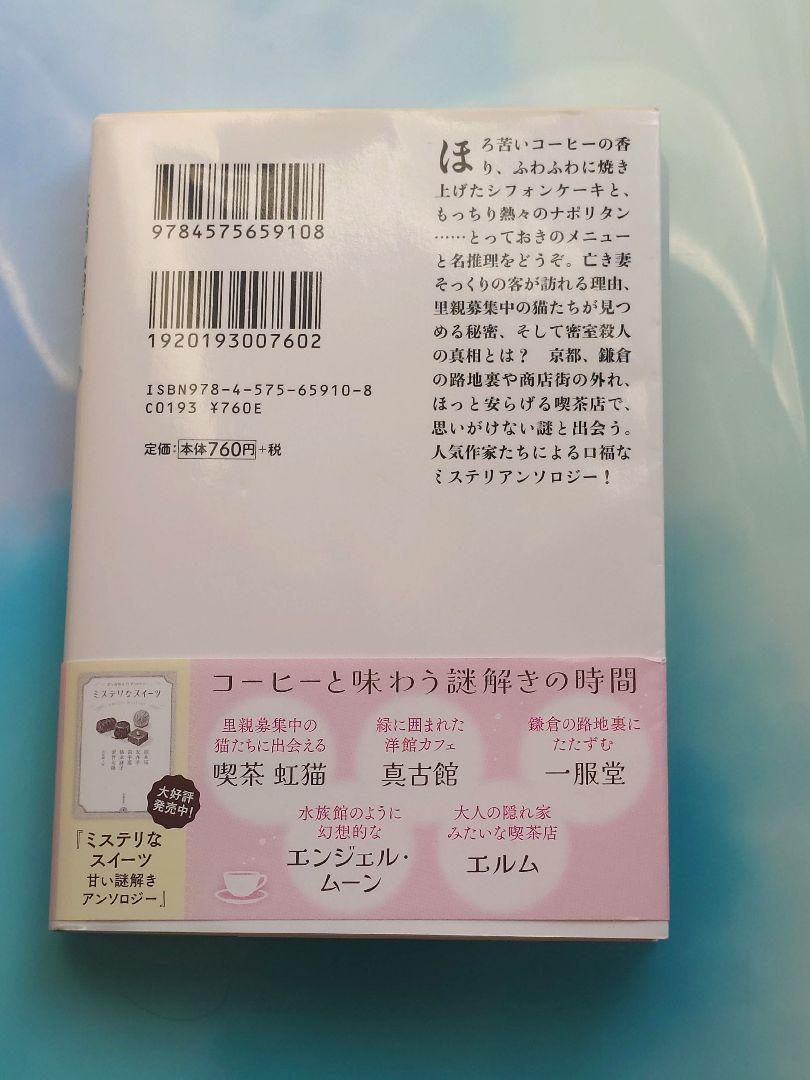 9784575659108
1920193007602
ISBN978-4-575-65910-8
C0193 ¥760E
定価：本体760円+税
ほろ苦いコーヒーの香
り、ふわふわに焼き
上げたシフォンケーキと、
もっちり熱々のナポリタン
……とっておきのメニュー
と名推理をどうぞ。亡き妻
そっくりの客が訪れる理由、
里親募集中の猫たちが見つ
める秘密、そして密室殺人
の真相とは？　京都、鎌倉
の路地裏や商店街の外れ、
ほっと安らげる喫茶店で、
思いがけない謎と出会う。
人気作家たちによる口福な
ミステリアンソロジー！
コーヒーと味わう謎解きの時間
里親募集中の
猫たちに出会える
喫茶 虹猫
緑に囲まれた
洋館カフェ
真古館
鎌倉の路地裏に
たたずむ
一服堂
水族館のように
幻想的な
エンジェル・
ムーン
大人の隠れ家
みたいな喫茶店
エルム
ミステリなスイーツ
大好評
発売中！
『ミステリな
スイーツ
甘い謎解き
アンソロジー』